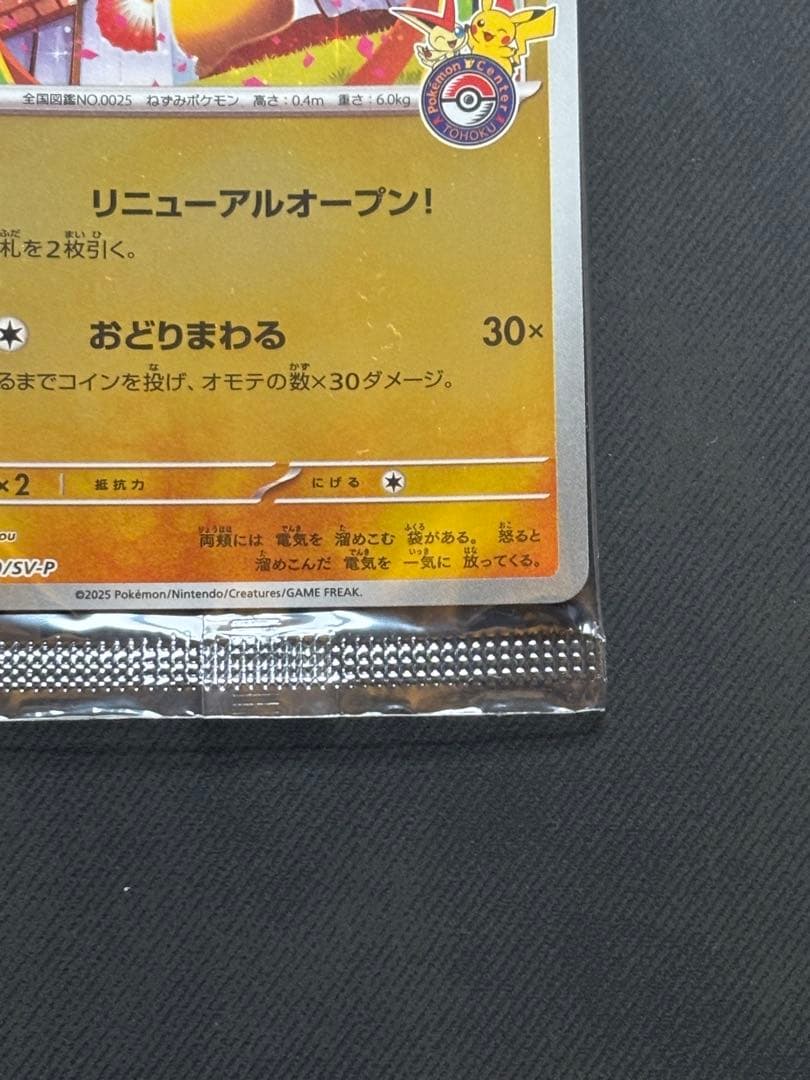 Pokémon Center
TOHOKU
全国図鑑NO.0025 ねずみポケモン 高さ:0.4m 重さ:6.0kg
リニューアルオープン!
札を2枚引く。
おどりまわる 30×
るまでコインを投げ、オモテの数×30ダメージ。
×2 抵抗力 にげる
両頬には 電気を 溜めこむ 袋がある。 怒ると
溜めこんだ 電気を 一気に 放ってくる。
/SV-P
©2025 Pokémon/Nintendo/Creatures/GAME FREAK.